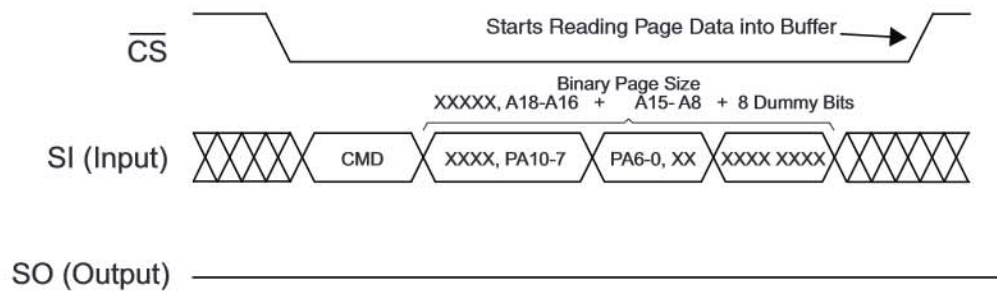 Starts Reading Page Data into Buffer
CS
Binary Page Size
XXXXX, A18-A16 + A15- A8 + 8 Dummy Bits
SI (Input) CMD XXXX, PA10-7 PA6-0, XX XXXX XXXX
SO (Output)